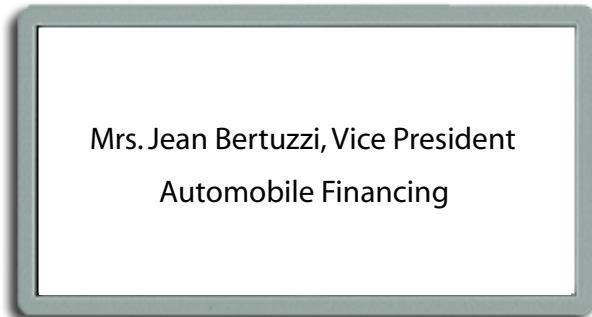 Mrs. Jean Bertuzzi, Vice President
Automobile Financing